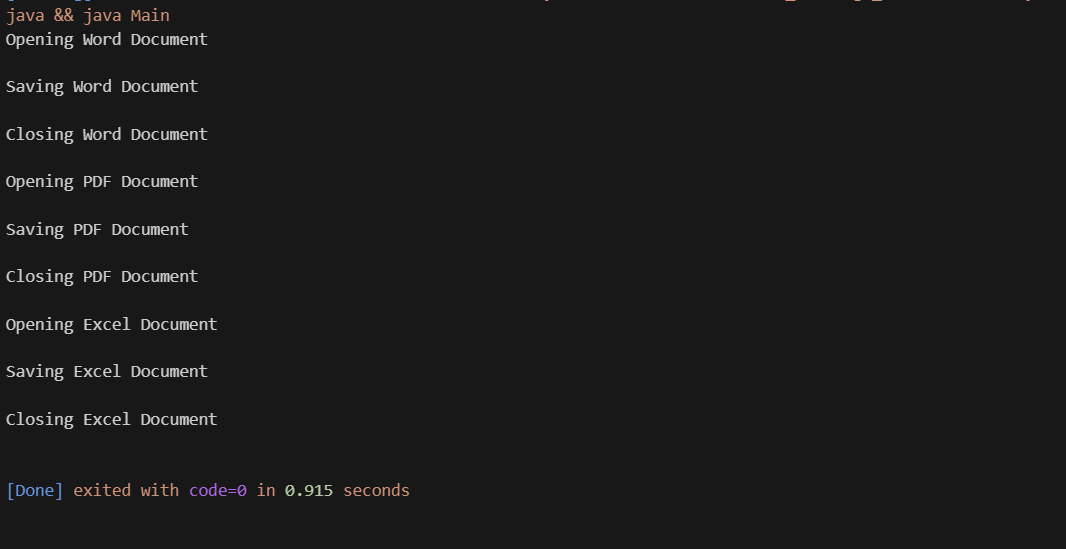 java && java Main
Opening Word Document
Saving Word Document
Closing Word Document
Opening PDF Document
Saving PDF Document
Closing PDF Document
Opening Excel Document
Saving Excel Document
Closing Excel Document
[Done] exited with code=0 in 0.915 seconds